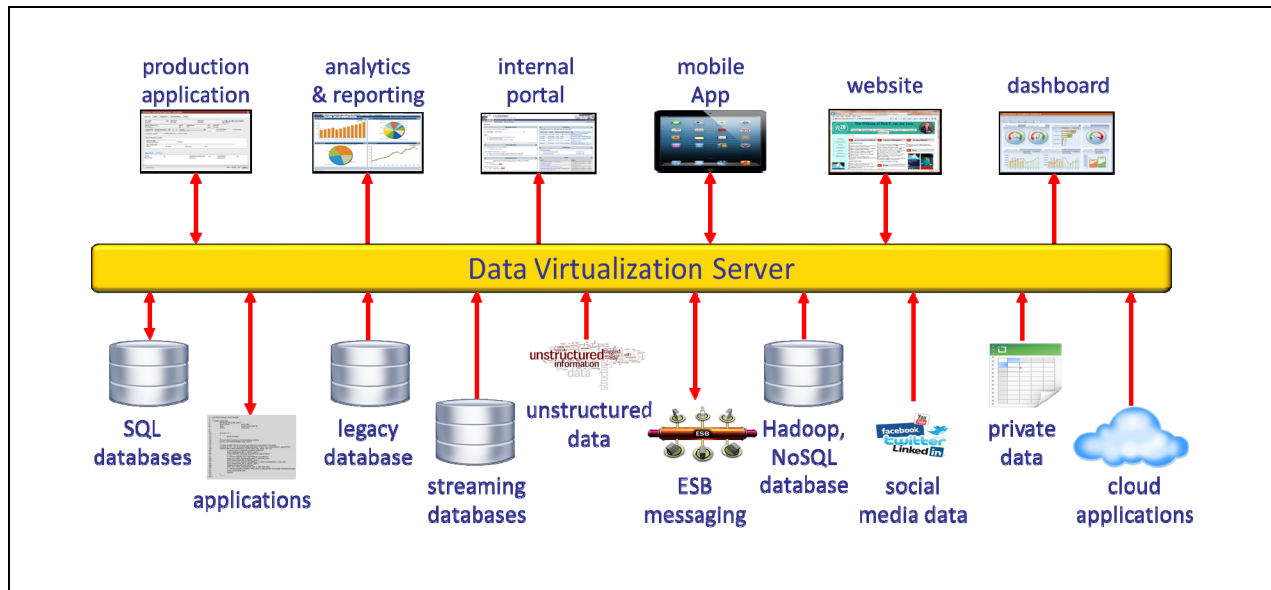 production
application
analytics
& reporting
internal
portal
mobile
App
website
dashboard
Data Virtualization Server
SQL
databases
applications
legacy
database
streaming
databases
unstructured
information
data
unstructured
data
ESB
ESB
messaging
Hadoop,
NoSQL
database
You
facebook
twitter
Linked in
social
media data
private
data
cloud
applications